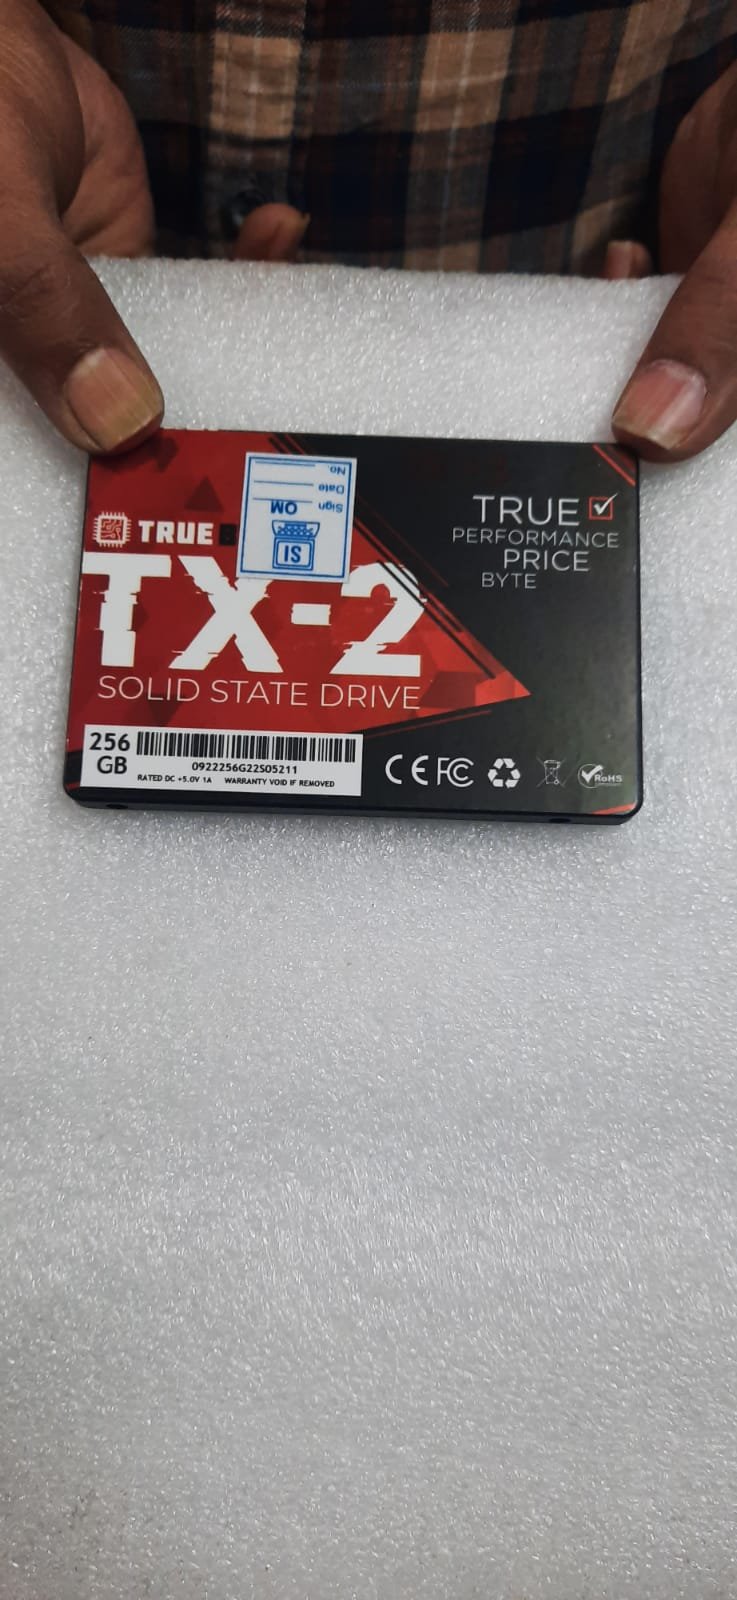 TRUE B
TX-2
SOLID STATE DRIVE
No.
Date
Sign
OM
SI
TRUE
PERFORMANCE
PRICE
BYTE
256
GB
0922256G22S05211
RATED DC +5.0V 1A WARRANTY VOID IF REMOVED
CE FC
RoHS